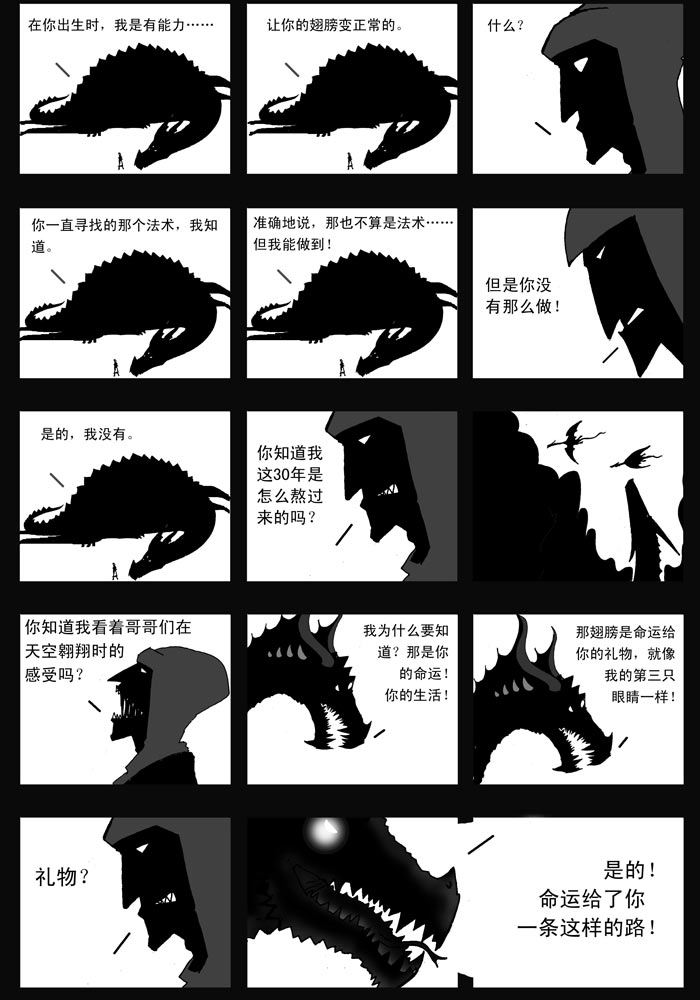 在你出生时，我是有能力……
让你的翅膀变正常的。
什么？
你一直寻找的那个法术，我知
道。
准确地说，那也不算是法术……
但我能做到！
但是你没
有那么做！
是的，我没有。
你知道我
这30年是
怎么熬过
来的吗？
你知道我看着哥哥们在
天空翱翔时的
感受吗？
我为什么要知
道？那是你
的命运！
你的生活！
那翅膀是命运给
你的礼物，就像
我的第三只
眼睛一样！
礼物？
是的！
命运给了你
一条这样的路！